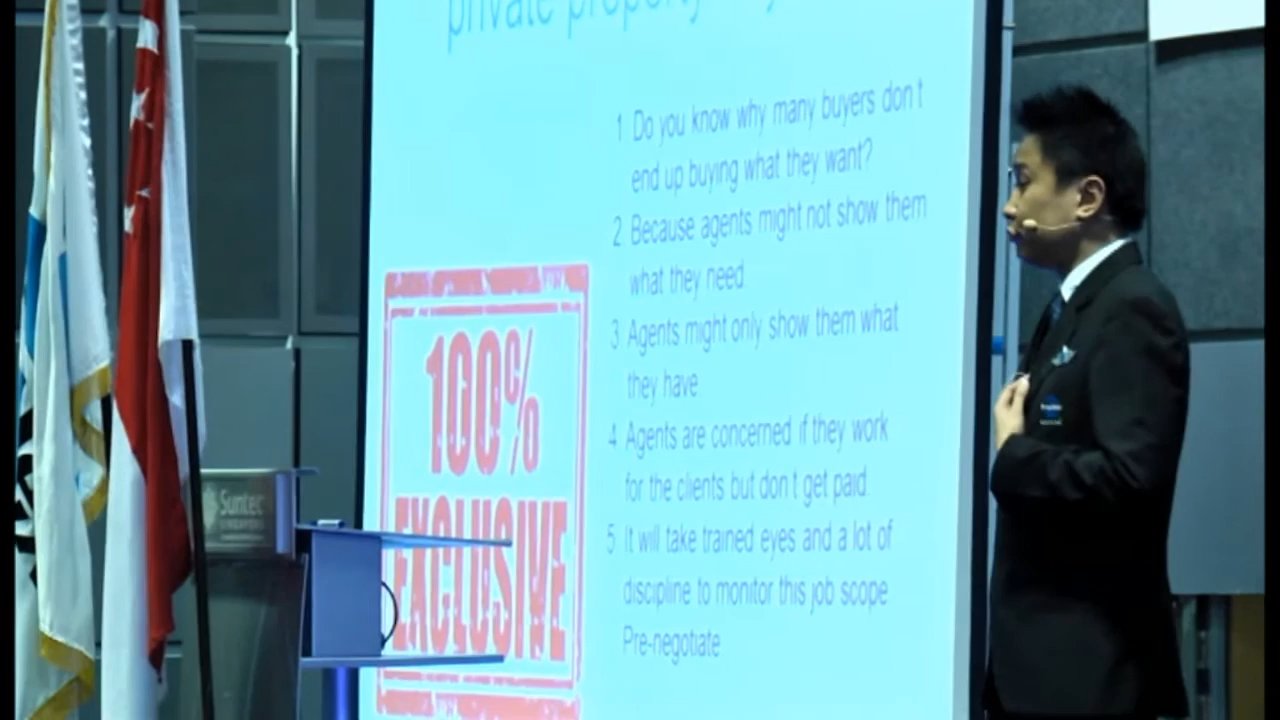 private property
1 Do you know why many buyers don't
end up buying what they want?
2 Because agents might not show them
what they need
3 Agents might only show them what
they have
4 Agents are concerned if they work
for the clients but don't get paid
5 It will take trained eyes and a lot of
discipline to monitor this job scope
Pre-negotiate
100%
EXCLUSIVE
Suntec
SINGAPORE